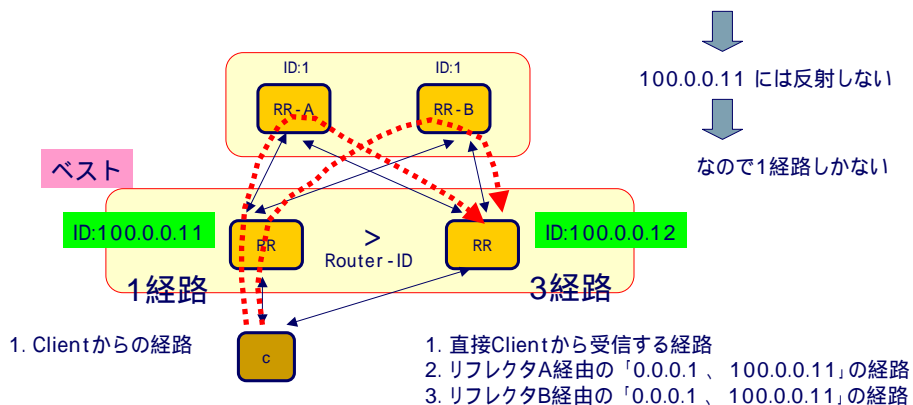 ID:1
ID:1
RR-A
RR-B
100.0.0.11 には反射しない
なので1経路しかない
ベスト
ID:100.0.0.11
RR
>
Router-ID
RR
ID:100.0.0.12
1経路
3経路
c
1. Clientからの経路
1. 直接Clientから受信する経路
2. リフレクタA経由の「0.0.0.1 、 100.0.0.11」の経路
3. リフレクタB経由の「0.0.0.1 、 100.0.0.11」の経路